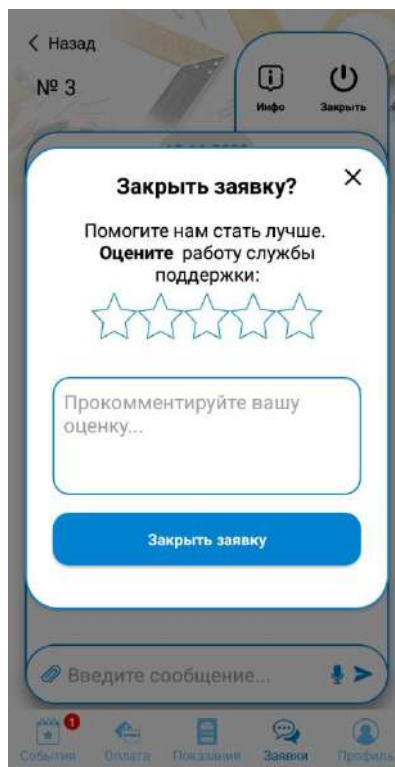 Назад
№ 3
Инфо
Закрыть
Закрыть заявку?
Помогите нам стать лучше.
Оцените работу службы
поддержки:
Прокомментируйте вашу
оценку...
Закрыть заявку
Введите сообщение...
1
События
Оплата
Показания
Заявки
Профиль